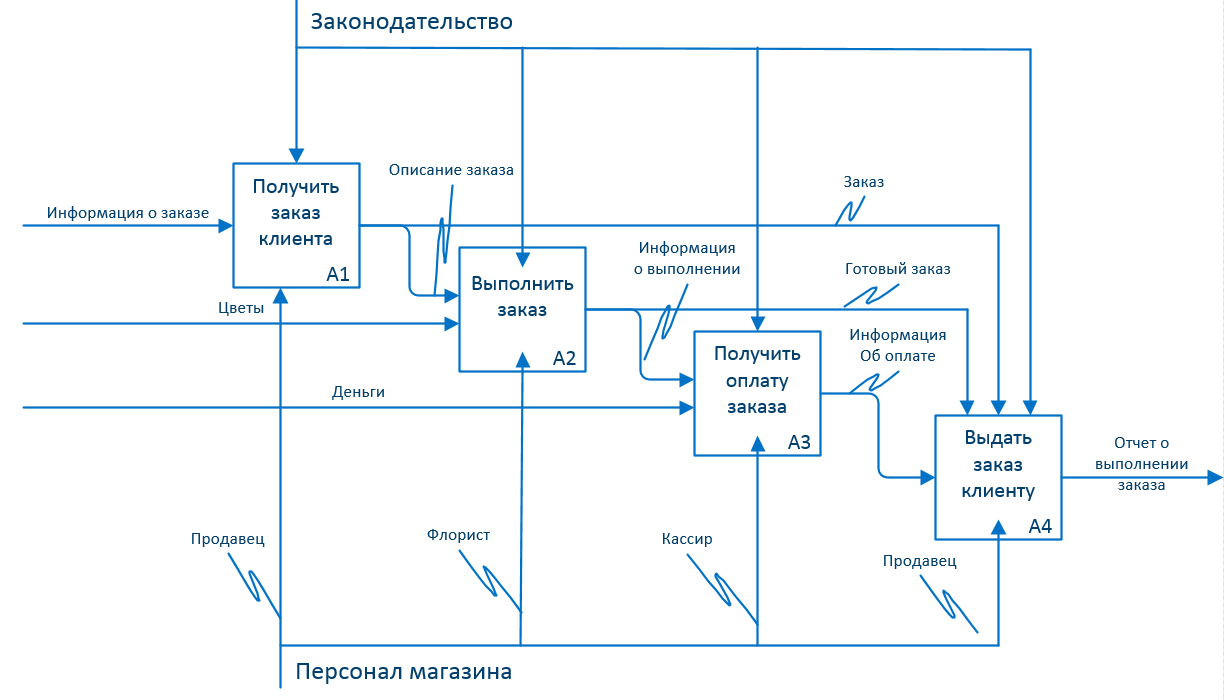 Законодательство
Описание заказа
Заказ
Получить
заказ
клиента
A1
Информация о заказе
Информация
о выполнении
Готовый заказ
Выполнить
заказ
A2
Цветы
Информация
Об оплате
Получить
оплату
заказа
A3
Деньги
Выдать
заказ
клиенту
A4
Отчет о
выполнении
заказа
Продавец
Флорист
Кассир
Продавец
Персонал магазина